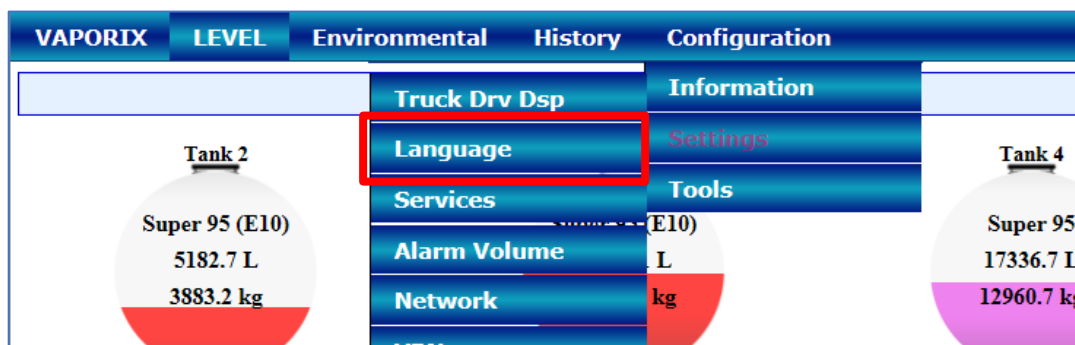 VAPORIX LEVEL Environmental History Configuration
Truck Drv Dsp
Language
Services
Alarm Volume
Network
Information
Settings
Tools
Tank 2
Super 95 (E10)
5182.7 L
3883.2 kg
(E10)
L
kg
Tank 4
Super 95
17336.7 L
12960.7 kg